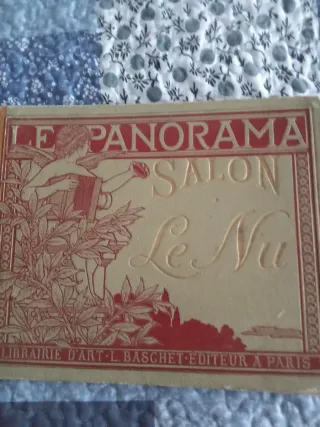 LE PANORAMA
SALON
Le Nu
LIBRAIRIE D'ART-L. BASCHET-EDITEUR A PARIS